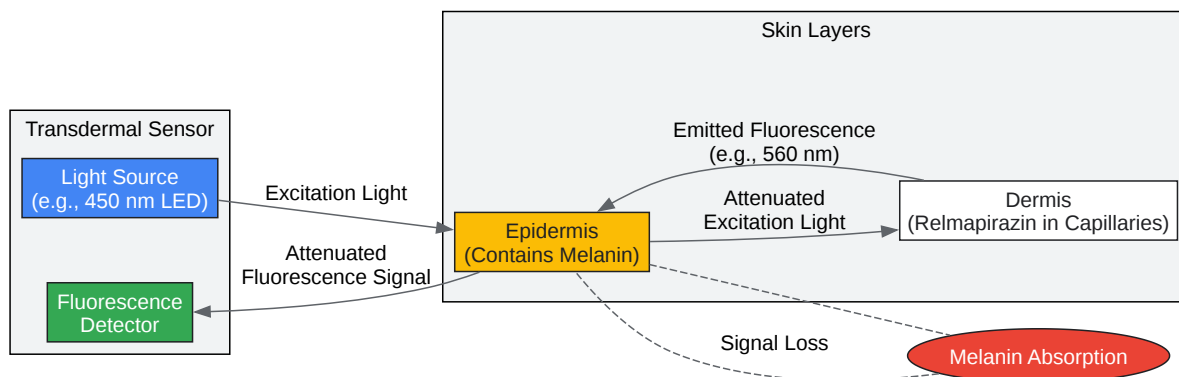 Skin Layers
Transdermal Sensor
Light Source
(e.g., 450 nm LED)
Excitation Light
Emitted Fluorescence
(e.g., 560 nm)
Attenuated
Excitation Light
Dermis
(Relmapirazin in Capillaries)
Epidermis
(Contains Melanin)
Attenuated
Fluorescence Signal
Fluorescence
Detector
Signal Loss
Melanin Absorption